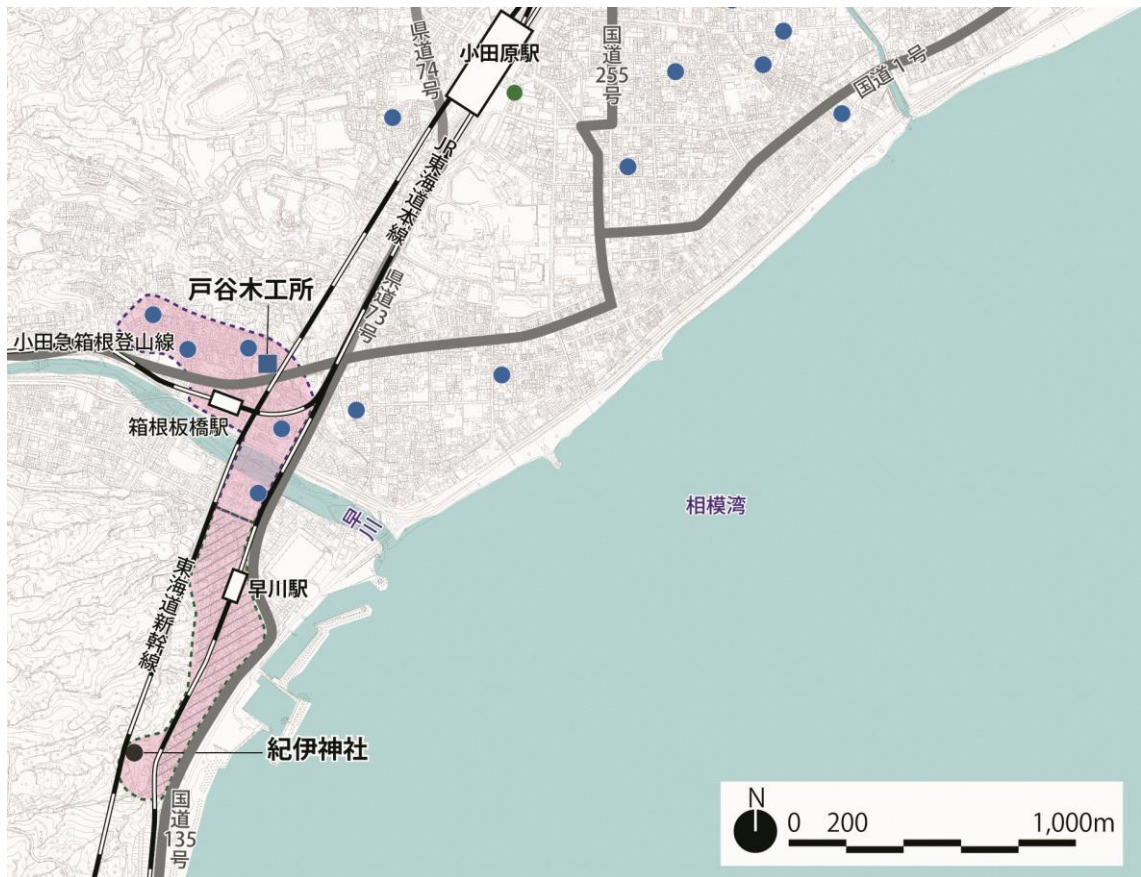 小田原駅
県道
74号
国道
255号
国道1号
JR東海道本線
県道73号
戸谷木工所
小田急箱根登山線
箱根板橋駅
早川
相模湾
早川駅
東海道新幹線
紀伊神社
国道
135号
N
0 200 1,000m